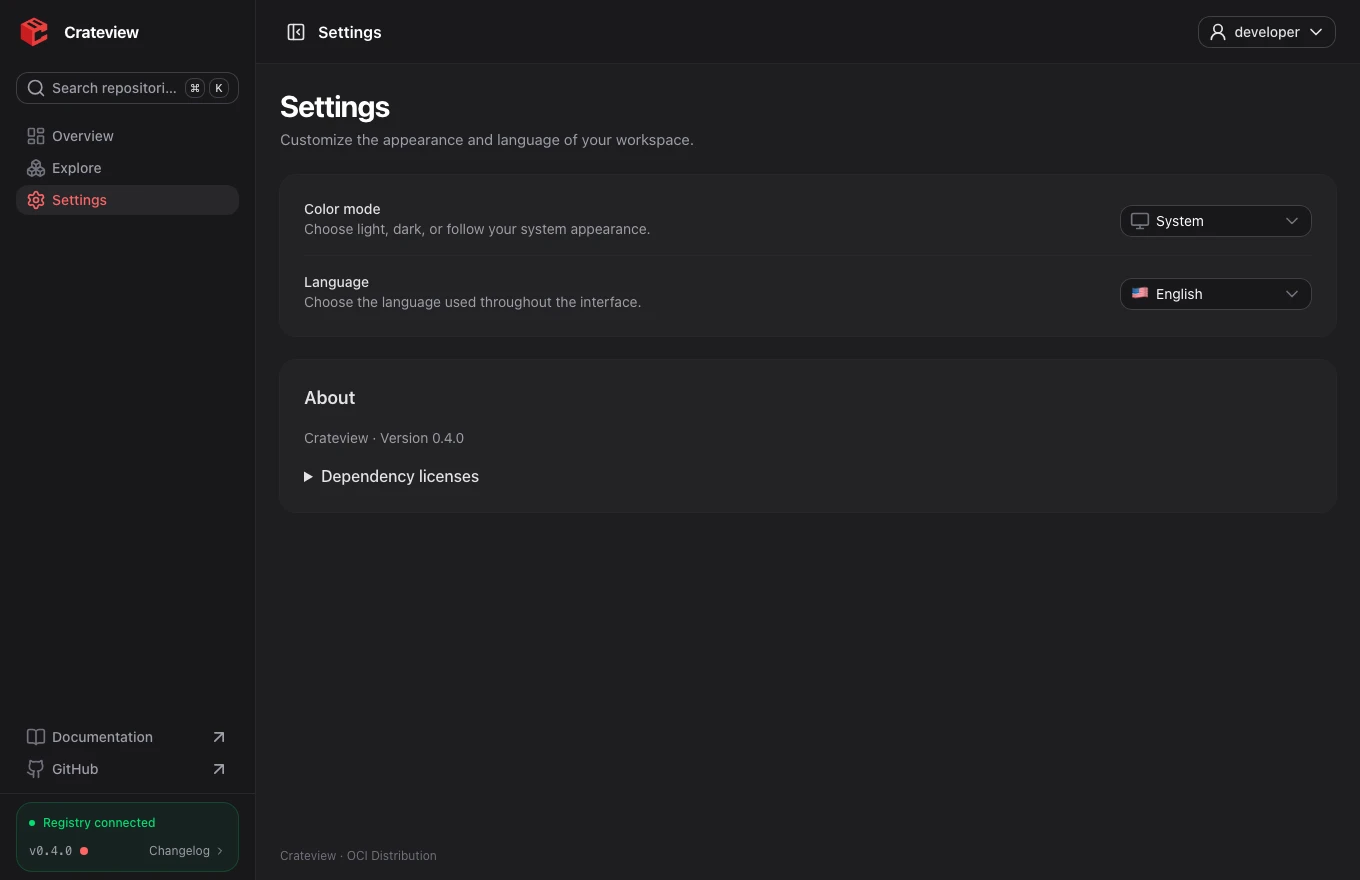 Crateview
Search repositori... ⌘ K
Overview
Explore
Settings
Documentation
GitHub
Registry connected
v0.4.0
Changelog
Settings
developer
Settings
Customize the appearance and language of your workspace.
Color mode
Choose light, dark, or follow your system appearance.
System
Language
Choose the language used throughout the interface.
English
About
Crateview · Version 0.4.0
Dependency licenses
Crateview · OCI Distribution